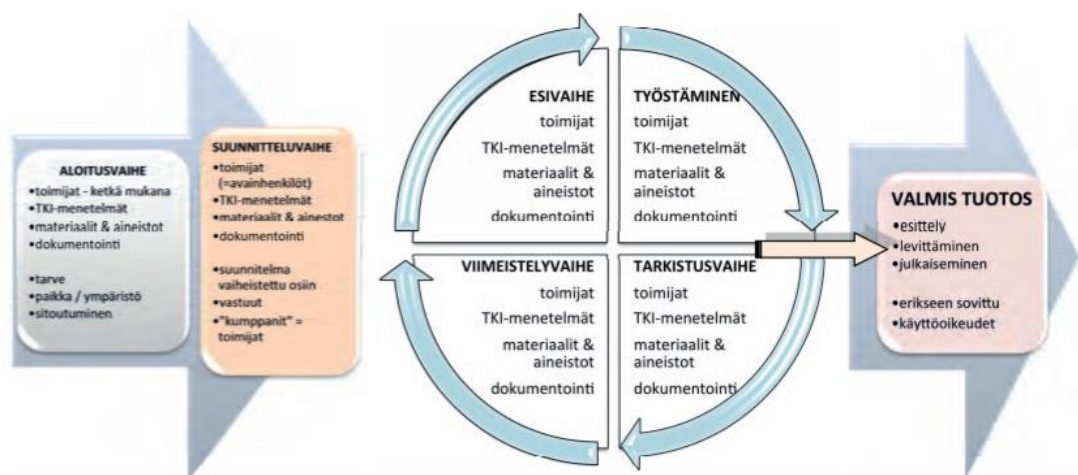 ALOITUSVAIHE
•toimijat - ketkä mukana
•TKI-menetelmät
•materiaalit & aineistot
•dokumentointi
•tarve
•paikka / ympäristö
•sitoutuminen
SUUNNITTELUVAIHE
•toimijat
(=avainhenkilöt)
•TKI-menetelmät
•materiaalit & ainestot
•dokumentointi
•suunnitelma
vaiheistettu osiin
•vastuut
•"kumppanit" =
toimijat
ESIVAIHE
toimijat
TKI-menetelmät
materiaalit &
aineistot
dokumentointi
TYÖSTÄMINEN
toimijat
TKI-menetelmät
materiaalit &
aineistot
dokumentointi
VIIMEISTELYVAIHE
toimijat
TKI-menetelmät
materiaalit &
aineistot
dokumentointi
TARKISTUSVAIHE
toimijat
TKI-menetelmät
materiaalit &
aineistot
dokumentointi
VALMIS TUOTOS
•esittely
•levittäminen
•julkaiseminen
•erikseen sovittu
•käyttöoikeudet